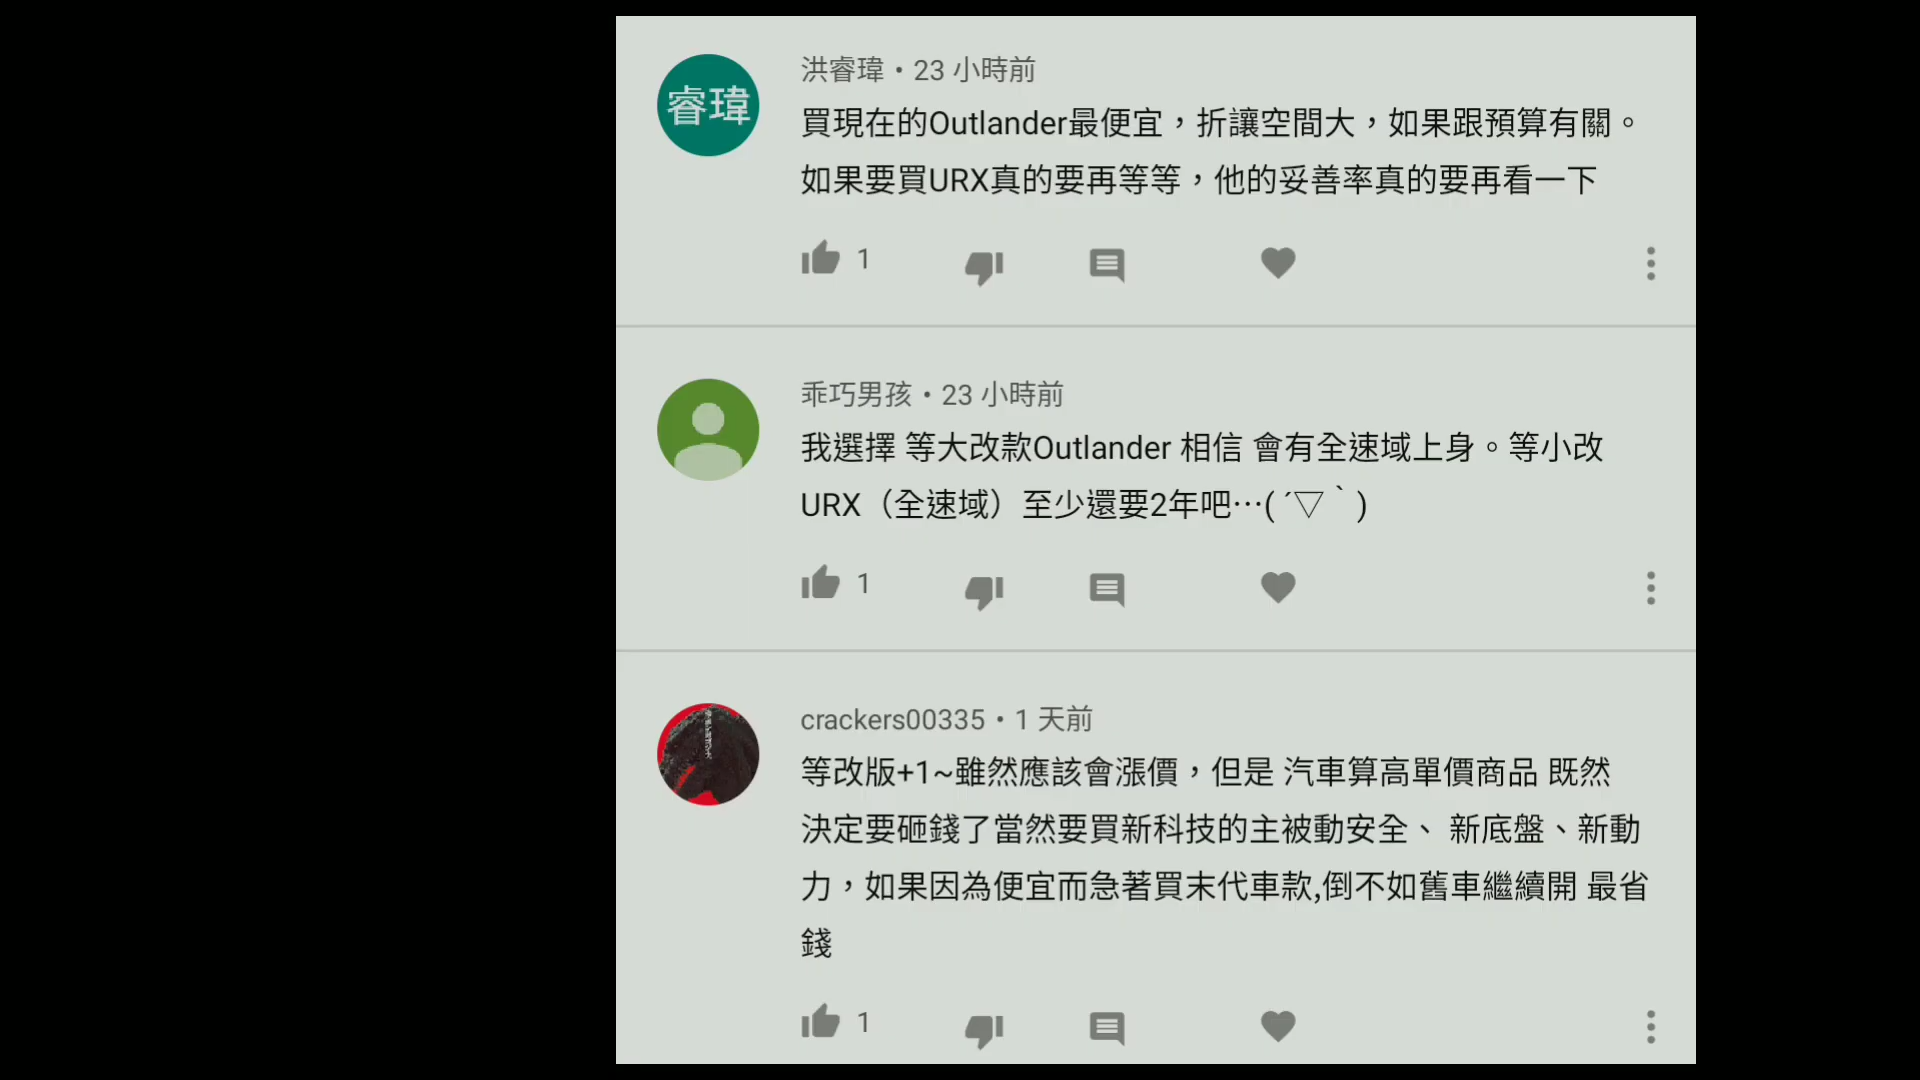 睿瑋
洪睿瑋・23 小時前
買現在的Outlander最便宜，折讓空間大，如果跟預算有關。
如果要買URX真的要再等等，他的妥善率真的要再看一下
1
乖巧男孩・23 小時前
我選擇 等大改款Outlander 相信 會有全速域上身。等小改
URX（全速域）至少還要2年吧⋯( ´▽｀)
1
crackers00335・1 天前
等改版+1~雖然應該會漲價，但是 汽車算高單價商品 既然
決定要砸錢了當然要買新科技的主被動安全、 新底盤、新動
力，如果因為便宜而急著買末代車款,倒不如舊車繼續開 最省
錢
1